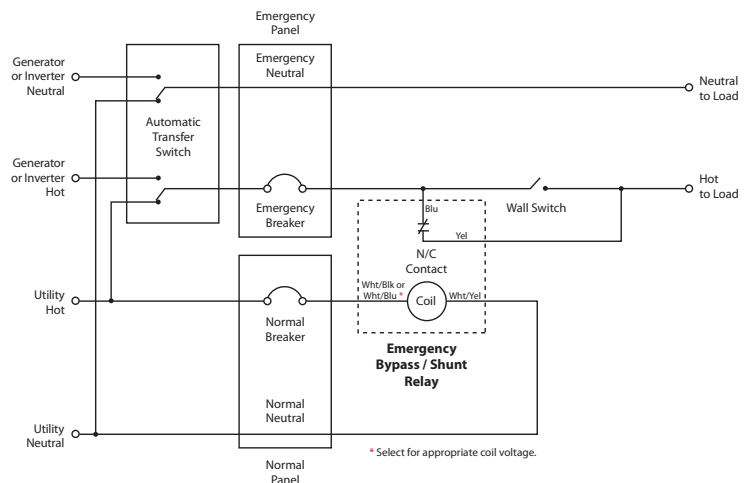 Emergency
Panel
Generator
or Inverter
Neutral
Emergency
Neutral
Neutral
to Load
Automatic
Transfer
Switch
Generator
or Inverter
Hot
Hot
to Load
Emergency
Breaker
Blu
Wall Switch
Yel
N/C
Contact
Utility
Hot
Wht/Blk or
Wht/Blu *
Coil
Wht/Yel
Normal
Breaker
Emergency
Bypass / Shunt
Relay
Normal
Neutral
Utility
Neutral
* Select for appropriate coil voltage.
Normal
Panel